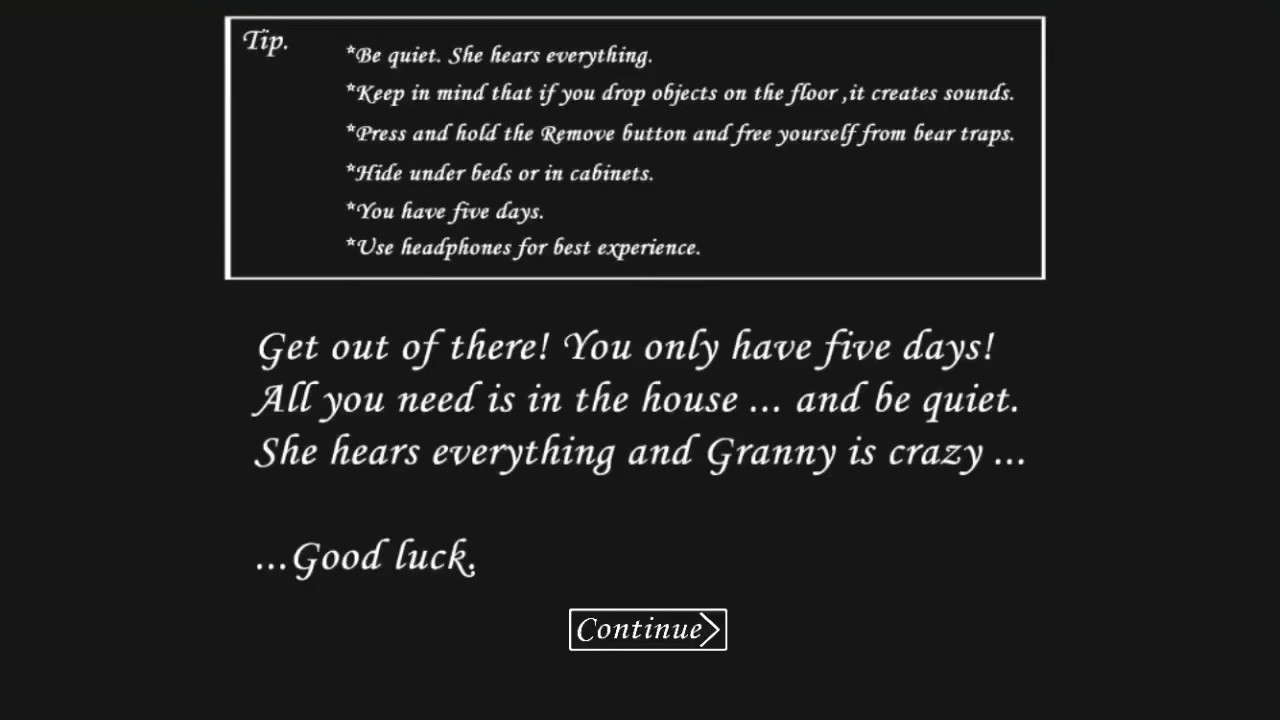 Tip.
*Be quiet. She hears everything.
*Keep in mind that if you drop objects on the floor ,it creates sounds.
*Press and hold the Remove button and free yourself from bear traps.
*Hide under beds or in cabinets.
*You have five days.
*Use headphones for best experience.
Get out of there! You only have five days!
All you need is in the house ... and be quiet.
She hears everything and Granny is crazy ...
...Good luck.
Continue